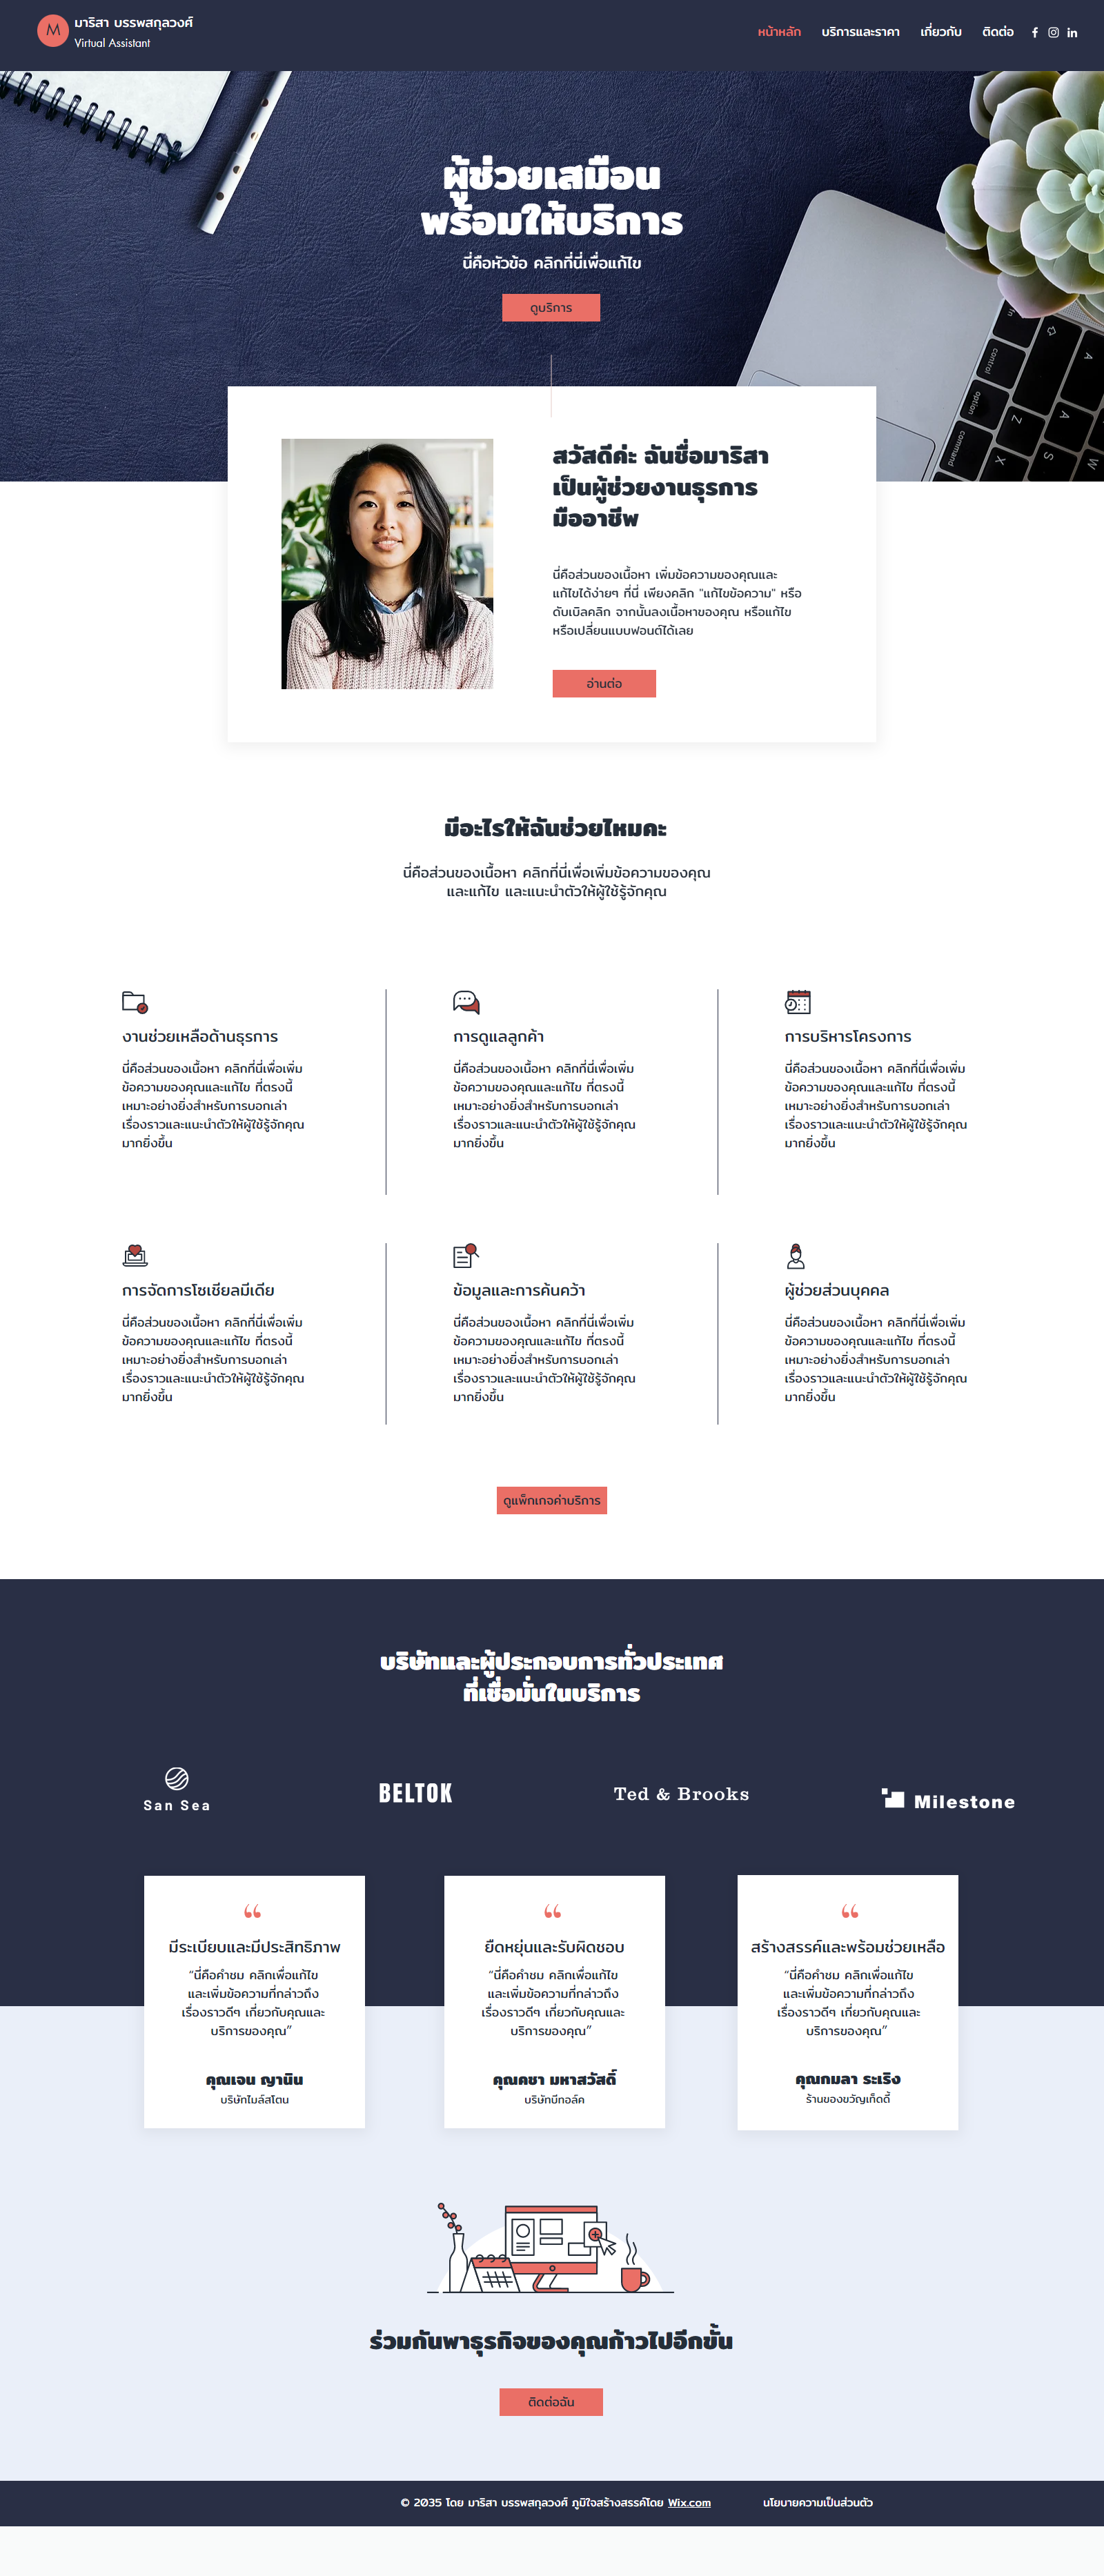 M
มาริสา บรรพสกุลวงศ์
Virtual Assistant
หน้าหลัก
บริการและราคา
เกี่ยวกับ
ติดต่อ
ผู้ช่วยเสมือน
พร้อมให้บริการ
นี่คือหัวข้อ คลิกที่นี่เพื่อแก้ไข
ดูบริการ
fn
control
option
command
A
Z
A
X
S
W
สวัสดีค่ะ ฉันชื่อมาริสา
เป็นผู้ช่วยงานธุรการ
มืออาชีพ
นี่คือส่วนของเนื้อหา เพิ่มข้อความของคุณและ
แก้ไขได้ง่ายๆ ที่นี่ เพียงคลิก "แก้ไขข้อความ" หรือ
ดับเบิลคลิก จากนั้นลงเนื้อหาของคุณ หรือแก้ไข
หรือเปลี่ยนแบบฟอนต์ได้เลย
อ่านต่อ
มีอะไรให้ฉันช่วยไหมคะ
นี่คือส่วนของเนื้อหา คลิกที่นี่เพื่อเพิ่มข้อความของคุณ
และแก้ไข และแนะนำตัวให้ผู้ใช้รู้จักคุณ
งานช่วยเหลือด้านธุรการ
นี่คือส่วนของเนื้อหา คลิกที่นี่เพื่อเพิ่ม
ข้อความของคุณและแก้ไข ที่ตรงนี้
เหมาะอย่างยิ่งสำหรับการบอกเล่า
เรื่องราวและแนะนำตัวให้ผู้ใช้รู้จักคุณ
มากยิ่งขึ้น
การดูแลลูกค้า
นี่คือส่วนของเนื้อหา คลิกที่นี่เพื่อเพิ่ม
ข้อความของคุณและแก้ไข ที่ตรงนี้
เหมาะอย่างยิ่งสำหรับการบอกเล่า
เรื่องราวและแนะนำตัวให้ผู้ใช้รู้จักคุณ
มากยิ่งขึ้น
การบริหารโครงการ
นี่คือส่วนของเนื้อหา คลิกที่นี่เพื่อเพิ่ม
ข้อความของคุณและแก้ไข ที่ตรงนี้
เหมาะอย่างยิ่งสำหรับการบอกเล่า
เรื่องราวและแนะนำตัวให้ผู้ใช้รู้จักคุณ
มากยิ่งขึ้น
การจัดการโซเชียลมีเดีย
นี่คือส่วนของเนื้อหา คลิกที่นี่เพื่อเพิ่ม
ข้อความของคุณและแก้ไข ที่ตรงนี้
เหมาะอย่างยิ่งสำหรับการบอกเล่า
เรื่องราวและแนะนำตัวให้ผู้ใช้รู้จักคุณ
มากยิ่งขึ้น
ข้อมูลและการค้นคว้า
นี่คือส่วนของเนื้อหา คลิกที่นี่เพื่อเพิ่ม
ข้อความของคุณและแก้ไข ที่ตรงนี้
เหมาะอย่างยิ่งสำหรับการบอกเล่า
เรื่องราวและแนะนำตัวให้ผู้ใช้รู้จักคุณ
มากยิ่งขึ้น
ผู้ช่วยส่วนบุคคล
นี่คือส่วนของเนื้อหา คลิกที่นี่เพื่อเพิ่ม
ข้อความของคุณและแก้ไข ที่ตรงนี้
เหมาะอย่างยิ่งสำหรับการบอกเล่า
เรื่องราวและแนะนำตัวให้ผู้ใช้รู้จักคุณ
มากยิ่งขึ้น
ดูแพ็กเกจค่าบริการ
บริษัทและผู้ประกอบการทั่วประเทศ
ที่เชื่อมั่นในบริการ
San Sea
BELTOK
Ted & Brooks
Milestone
“
มีระเบียบและมีประสิทธิภาพ
“นี่คือคำชม คลิกเพื่อแก้ไข
และเพิ่มข้อความที่กล่าวถึง
เรื่องราวดีๆ เกี่ยวกับคุณและ
บริการของคุณ”
คุณเจน ญานิน
บริษัทไมล์สโตน
“
ยืดหยุ่นและรับผิดชอบ
“นี่คือคำชม คลิกเพื่อแก้ไข
และเพิ่มข้อความที่กล่าวถึง
เรื่องราวดีๆ เกี่ยวกับคุณและ
บริการของคุณ”
คุณคชา มหาสวัสดิ์
บริษัทบีทอล์ค
“
สร้างสรรค์และพร้อมช่วยเหลือ
“นี่คือคำชม คลิกเพื่อแก้ไข
และเพิ่มข้อความที่กล่าวถึง
เรื่องราวดีๆ เกี่ยวกับคุณและ
บริการของคุณ”
คุณกมลา ระเริง
ร้านของขวัญเท็ดดี้
ร่วมกันพาธุรกิจของคุณก้าวไปอีกขั้น
ติดต่อฉัน
© 2035 โดย มาริสา บรรพสกุลวงศ์ ภูมิใจสร้างสรรค์โดย Wix.com
นโยบายความเป็นส่วนตัว